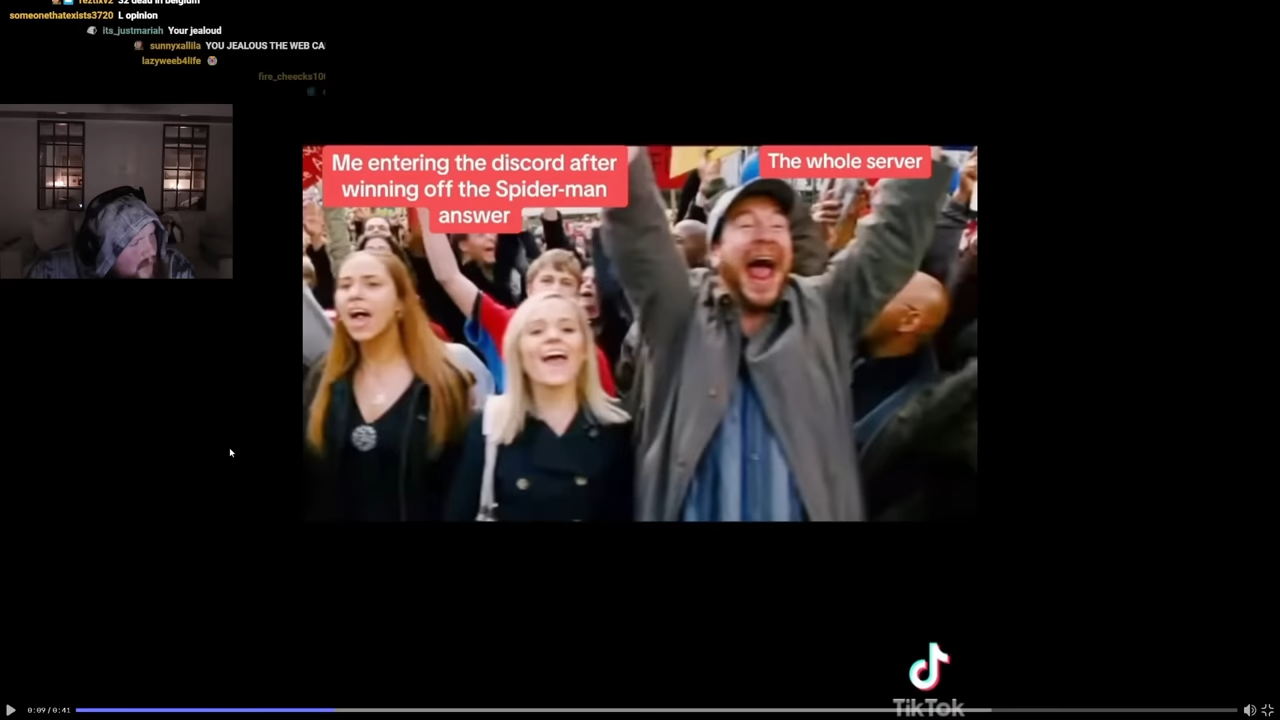 32 dead in Belgium
someonethatexists3720 L opinion
its_justmariah Your jealoud
sunnyxallila YOU JEALOUS THE WEB CA
lazyweeb4life
fire_cheecks10
Me entering the discord after
winning off the Spider-man
answer
The whole server
0:09 / 0:41
TikTok